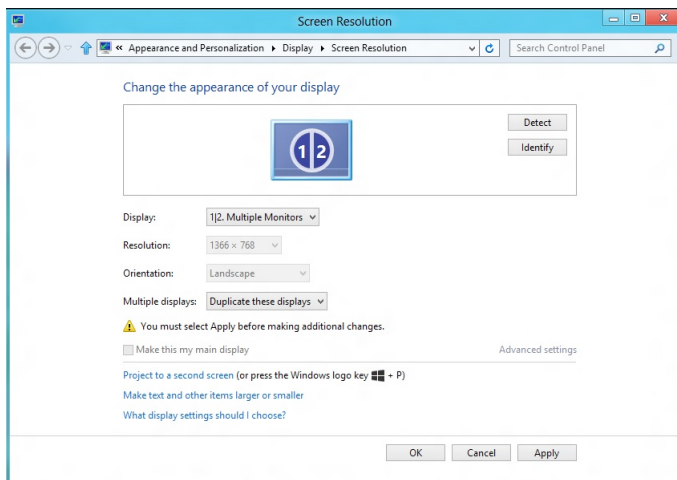 Screen Resolution
« Appearance and Personalization ▸ Display ▸ Screen Resolution
Search Control Panel
Change the appearance of your display
1|2
Detect
Identify
Display: 1|2. Multiple Monitors
Resolution: 1366 × 768
Orientation: Landscape
Multiple displays: Duplicate these displays
You must select Apply before making additional changes.
Make this my main display Advanced settings
Project to a second screen (or press the Windows logo key + P)
Make text and other items larger or smaller
What display settings should I choose?
OK Cancel Apply